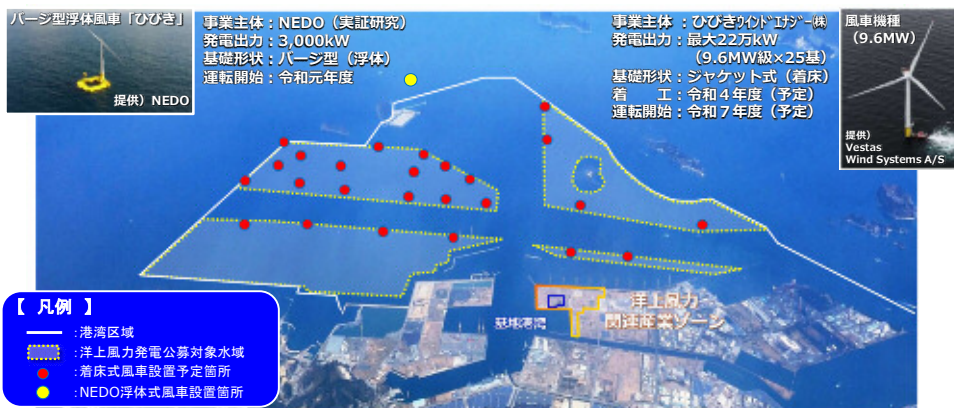 バージ型浮体風車「ひびき」
提供）NEDO
事業主体：NEDO（実証研究）
発電出力：3,000kW
基礎形状：バージ型（浮体）
運転開始：令和元年度
事業主体：ひびきｳｲﾝﾄﾞｴﾅｼﾞｰ㈱
発電出力：最大22万kW
（9.6MW級×25基）
基礎形状：ジャケット式（着床）
着　工：令和４年度（予定）
運転開始：令和７年度（予定）
風車機種
（9.6MW）
提供）
Vestas
Wind Systems A/S
洋上風力
関連産業ゾーン
基地港湾
【 凡例 】
：港湾区域
：洋上風力発電公募対象水域
：着床式風車設置予定箇所
：NEDO浮体式風車設置箇所